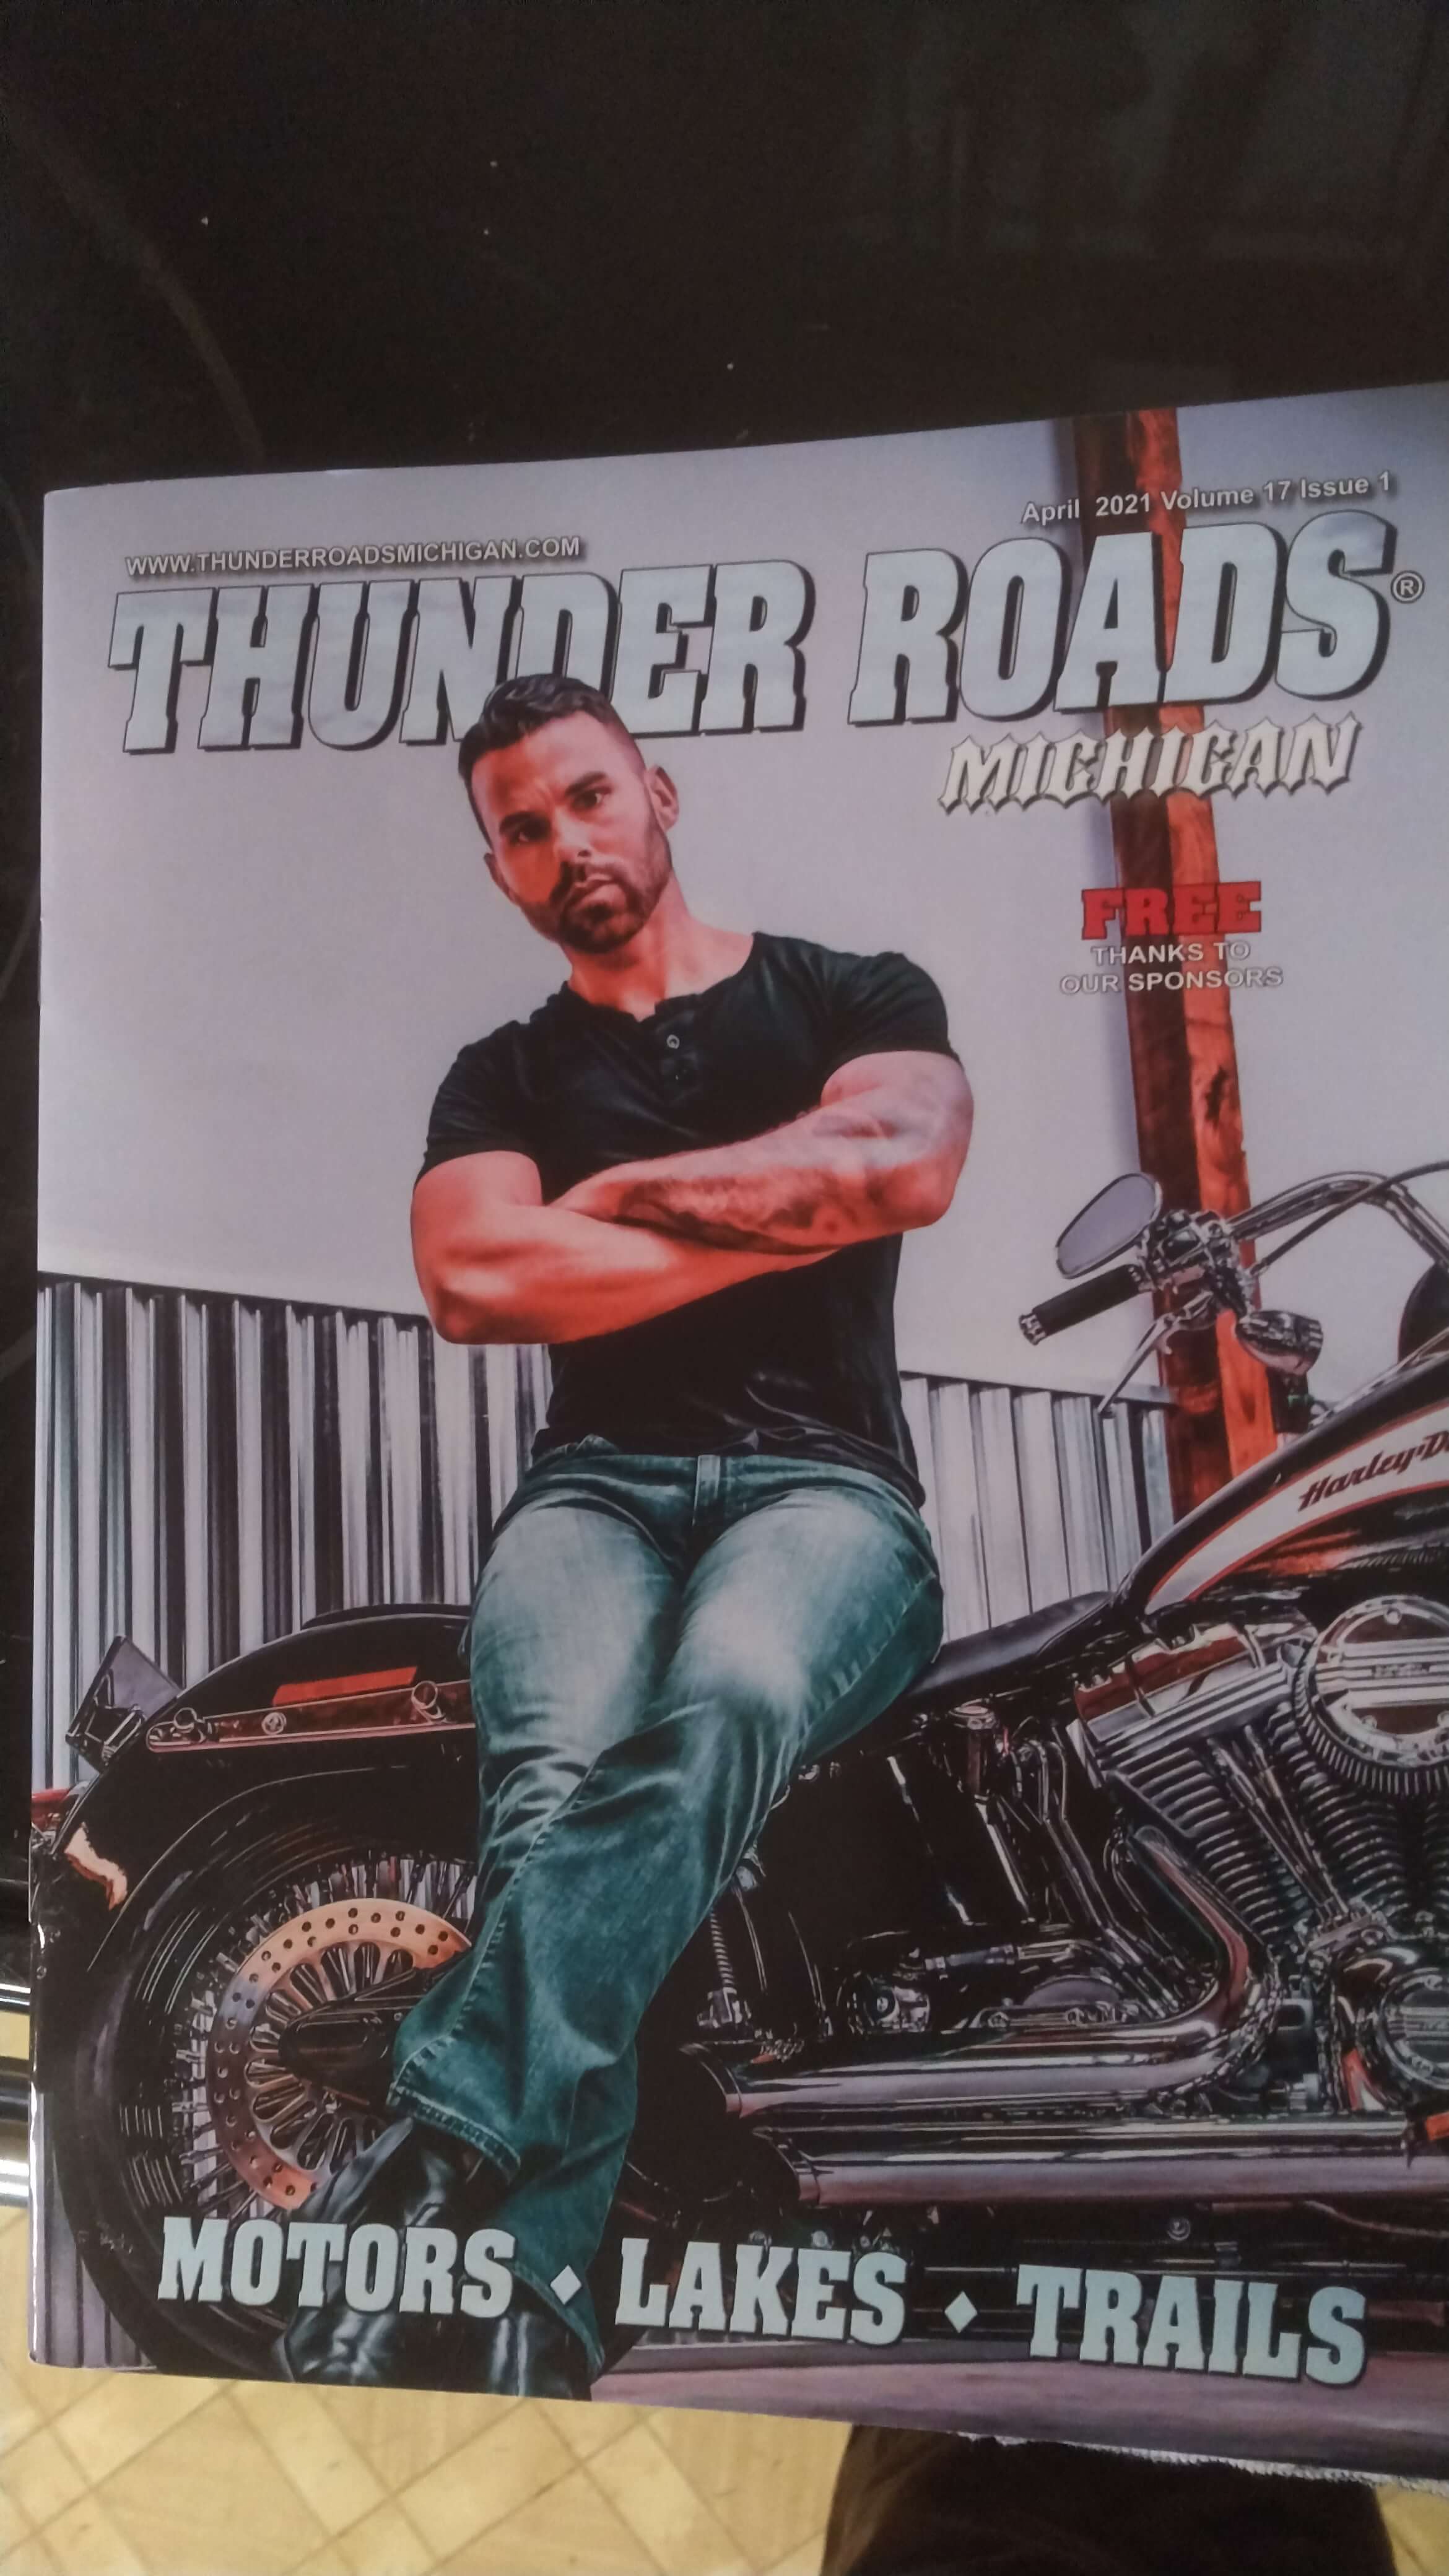 April 2021 Volume 17 Issue 1
WWW.THUNDERROADSMICHIGAN.COM
THUNDER ROADS®
MICHIGAN
FREE
THANKS TO
OUR SPONSORS
MOTORS ♦ LAKES ♦ TRAILS